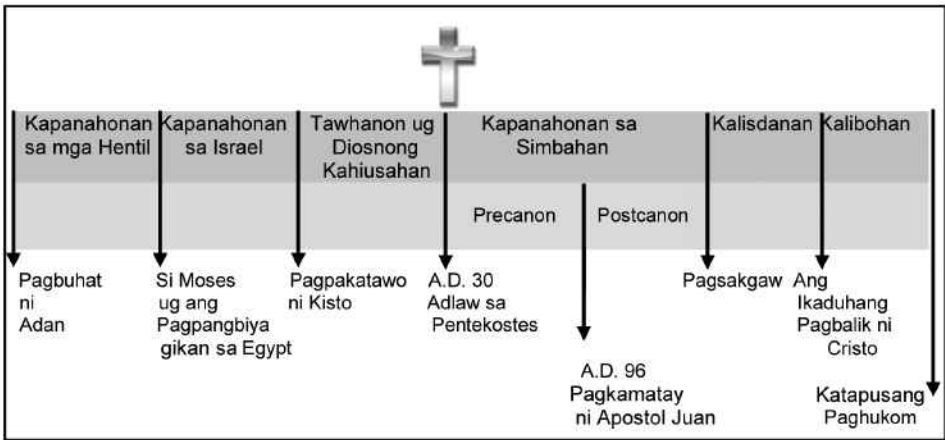 Kapanahonan
sa mga Hentil
Kapanahonan
sa Israel
Tawhanon ug
Diosnong
Kahiusahan
Kapanahonan sa
Simbahan
Kalisdanan
Kalibohan
Precanon
Postcanon
Pagbuhat
ni
Adan
Si Moses
ug ang
Pagpangbiya
gikan sa Egypt
Pagpakatawo
ni Kisto
A.D. 30
Adlaw sa
Pentekostes
A.D. 96
Pagkamatay
ni Apostol Juan
Pagsakgaw
Ang
Ikaduhang
Pagbalik ni
Cristo
Katapusang
Paghukom